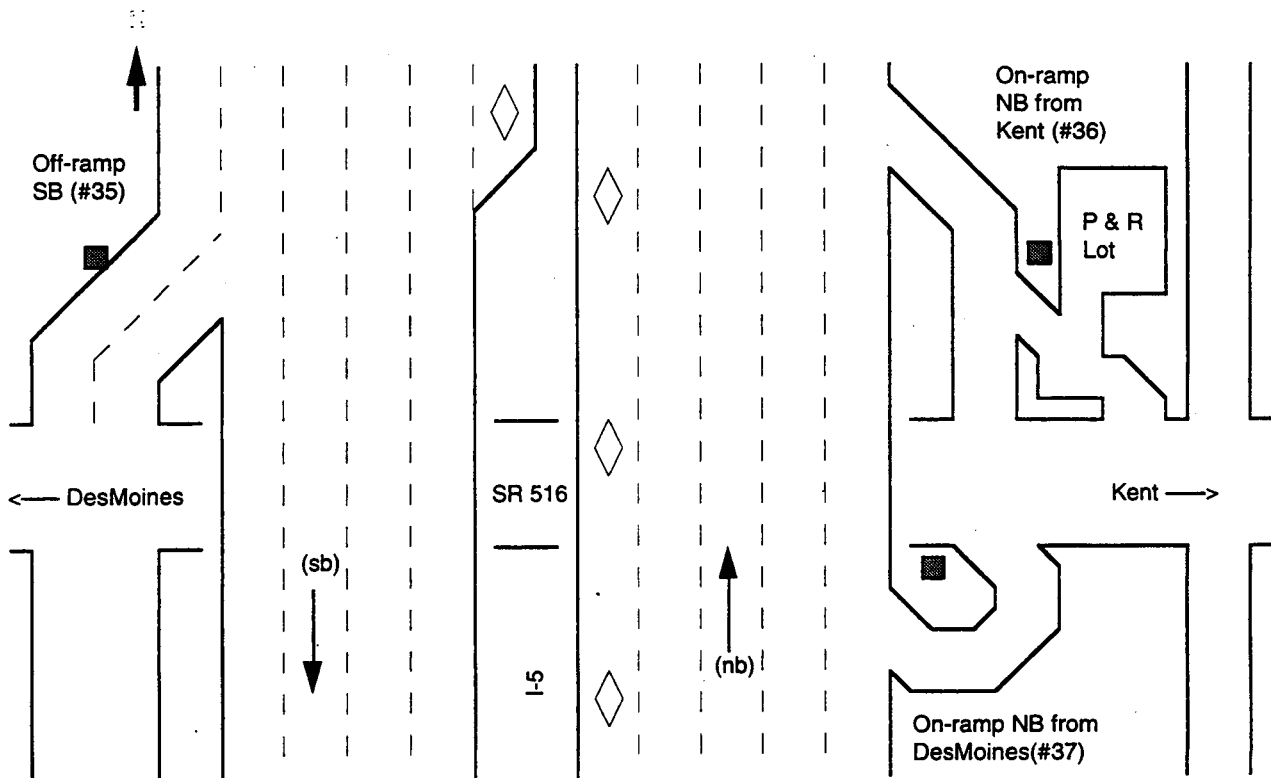 On-ramp
NB from
Kent (#36)
Off-ramp
SB (#35)
P & R
Lot
DesMoines
SR 516
Kent
(sb)
(nb)
I-5
On-ramp NB from
DesMoines(#37)